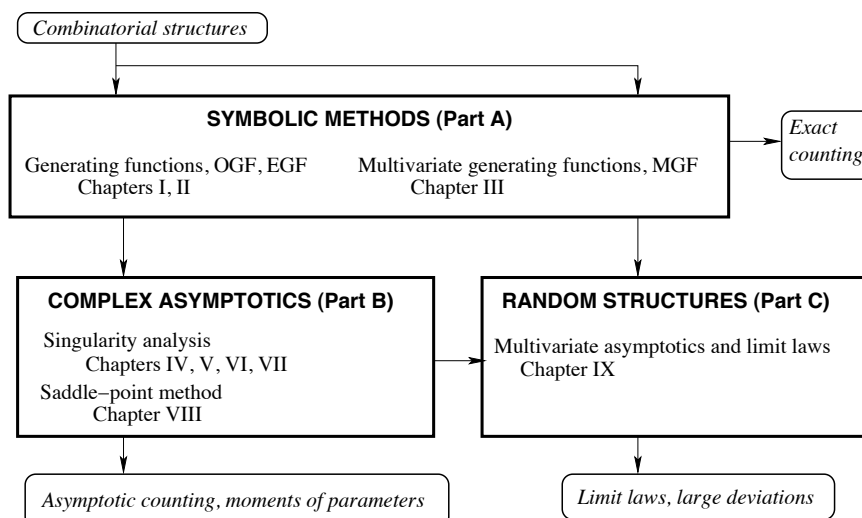 Combinatorial structures
SYMBOLIC METHODS (Part A)
Generating functions, OGF, EGF
Chapters I, II
Multivariate generating functions, MGF
Chapter III
Exact
counting
COMPLEX ASYMPTOTICS (Part B)
Singularity analysis
Chapters IV, V, VI, VII
Saddle−point method
Chapter VIII
RANDOM STRUCTURES (Part C)
Multivariate asymptotics and limit laws
Chapter IX
Asymptotic counting, moments of parameters
Limit laws, large deviations